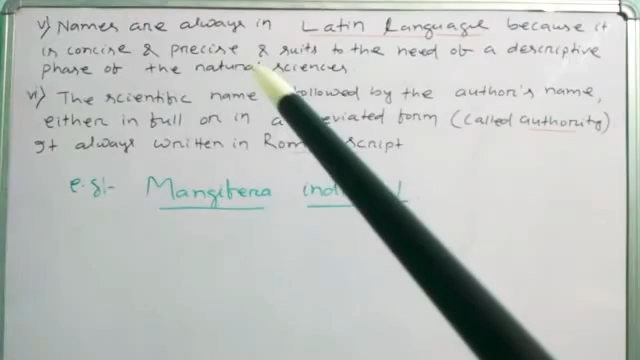 v) Names are always in Latin Language because it
is concise & precise & suits to the need of a descriptive
phase of the natural sciences.
vi) The scientific name followed by the author's name,
either in full or in form (called authority)
It always written in Roman script
e.g:- Mangifera